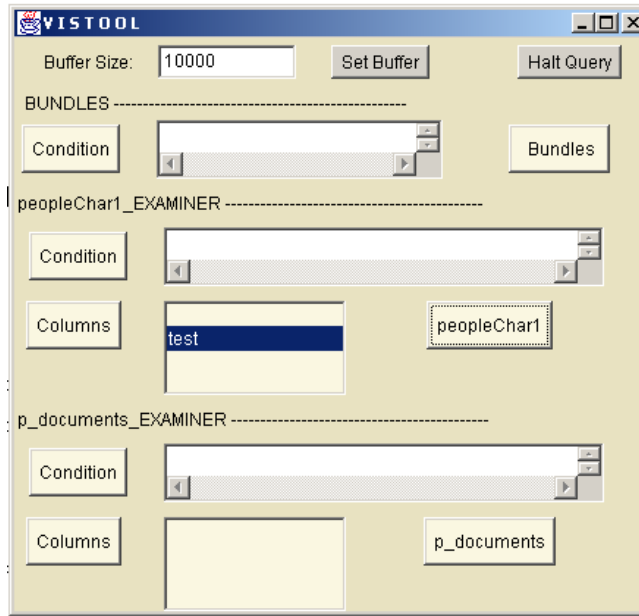 VISTOOL
Buffer Size: 10000 Set Buffer Halt Query
BUNDLES --------------------------------------------------
Condition Bundles
peopleChar1_EXAMINER --------------------------------------------
Condition
Columns test peopleChar1
p_documents_EXAMINER --------------------------------------------
Condition
Columns p_documents